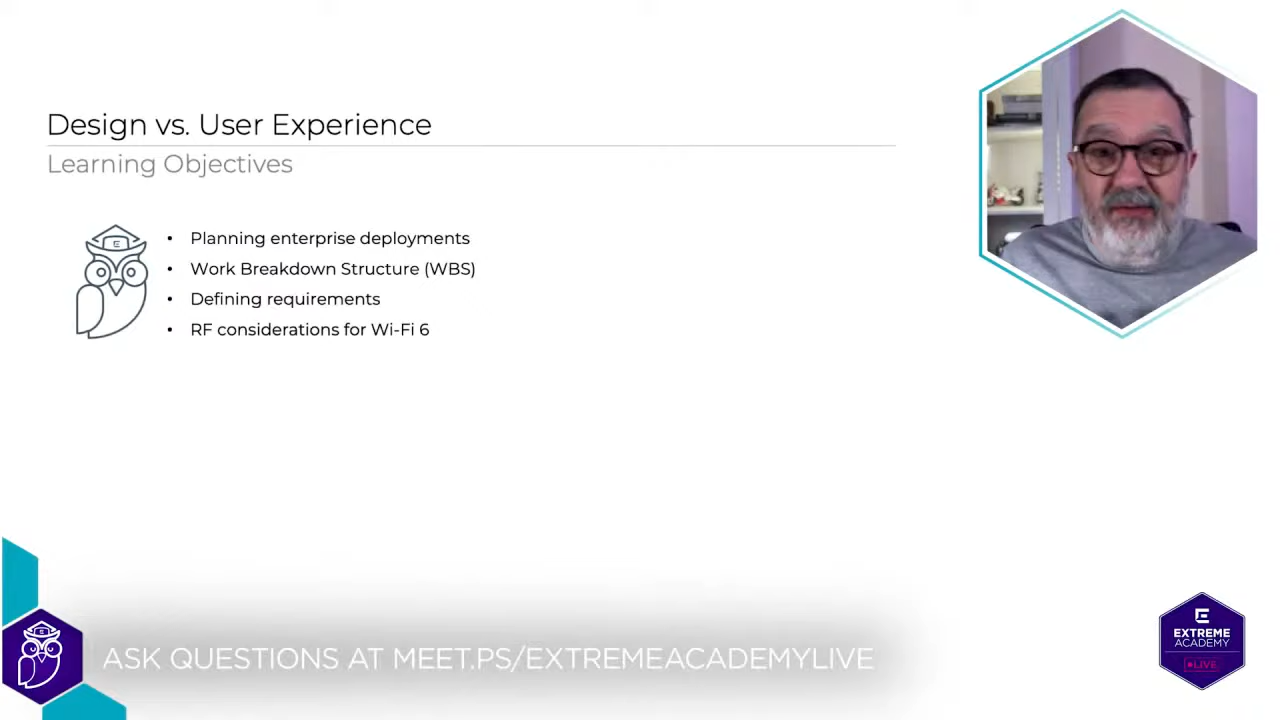 Design vs. User Experience
Learning Objectives
• Planning enterprise deployments
• Work Breakdown Structure (WBS)
• Defining requirements
• RF considerations for Wi-Fi 6
ASK QUESTIONS AT MEET.PS/EXTREMEACADEMYLIVE
E
EXTREME
ACADEMY
LIVE